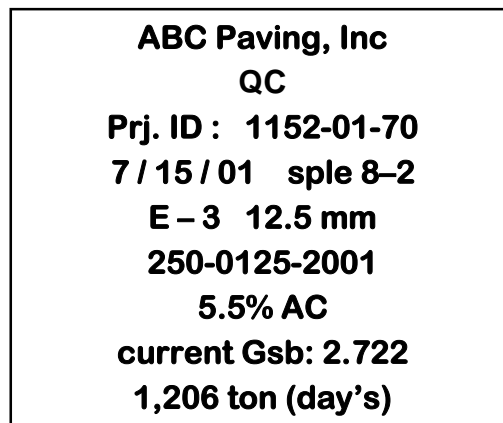 ABC Paving, Inc
QC
Prj. ID :   1152-01-70
7 / 15 / 01    sple 8–2
E – 3   12.5 mm
250-0125-2001
5.5% AC
current Gsb: 2.722
1,206 ton (day’s)